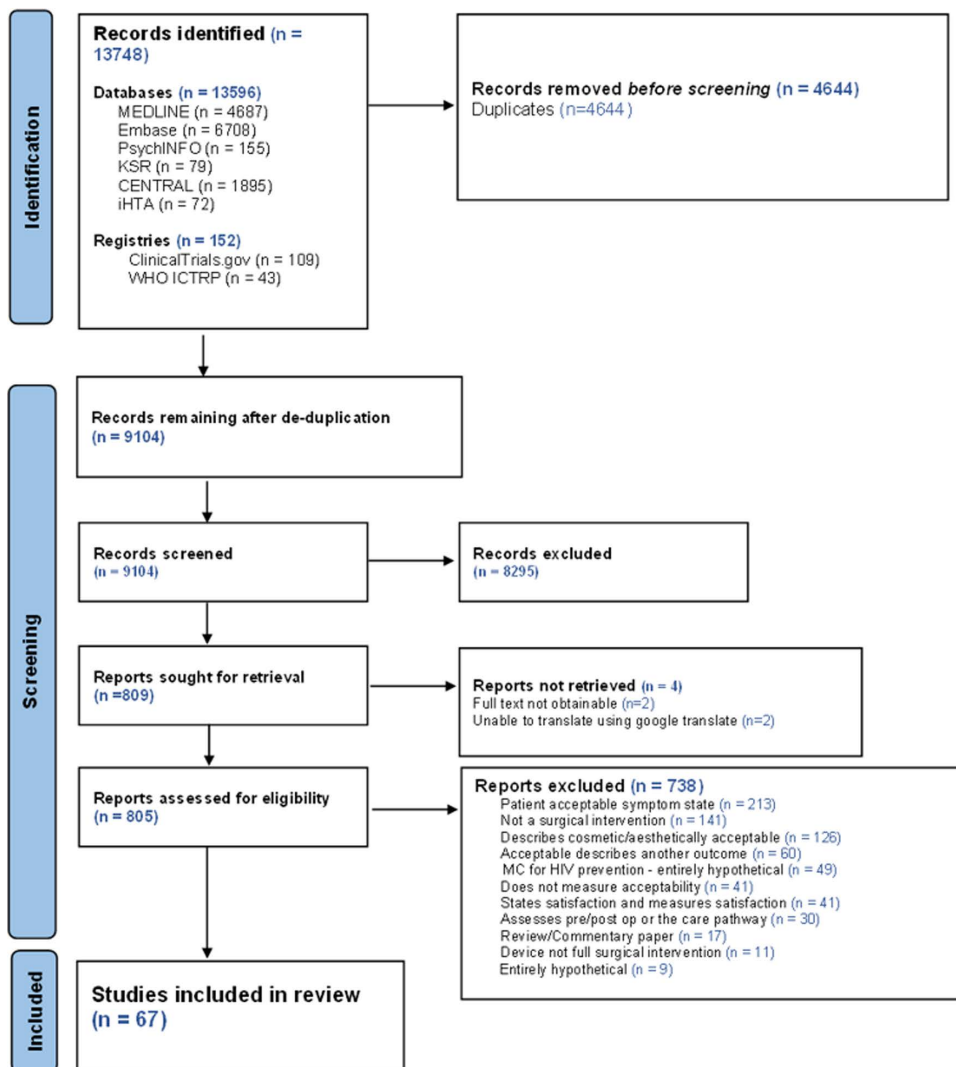 Identification
Records identified (n =
13748)
Databases (n = 13596)
MEDLINE (n = 4687)
Embase (n = 6708)
PsychINFO (n = 155)
KSR (n = 79)
CENTRAL (n = 1895)
iHTA (n = 72)
Registries (n = 152)
ClinicalTrials.gov (n = 109)
WHO ICTRP (n = 43)
Records removed before screening (n = 4644)
Duplicates (n=4644)
Screening
Records remaining after de-duplication
(n = 9104)
Records screened
(n = 9104)
Records excluded
(n = 8295)
Reports sought for retrieval
(n =809)
Reports not retrieved (n = 4)
Full text not obtainable (n=2)
Unable to translate using google translate (n=2)
Reports assessed for eligibility
(n = 805)
Reports excluded (n = 738)
Patient acceptable symptom state (n = 213)
Not a surgical intervention (n = 141)
Describes cosmetic/aesthetically acceptable (n = 126)
Acceptable describes another outcome (n = 60)
MC for HIV prevention - entirely hypothetical (n = 49)
Does not measure acceptability (n = 41)
States satisfaction and measures satisfaction (n = 41)
Assesses pre/post op or the care pathway (n = 30)
Review/Commentary paper (n = 17)
Device not full surgical intervention (n = 11)
Entirely hypothetical (n = 9)
Included
Studies included in review
(n = 67)